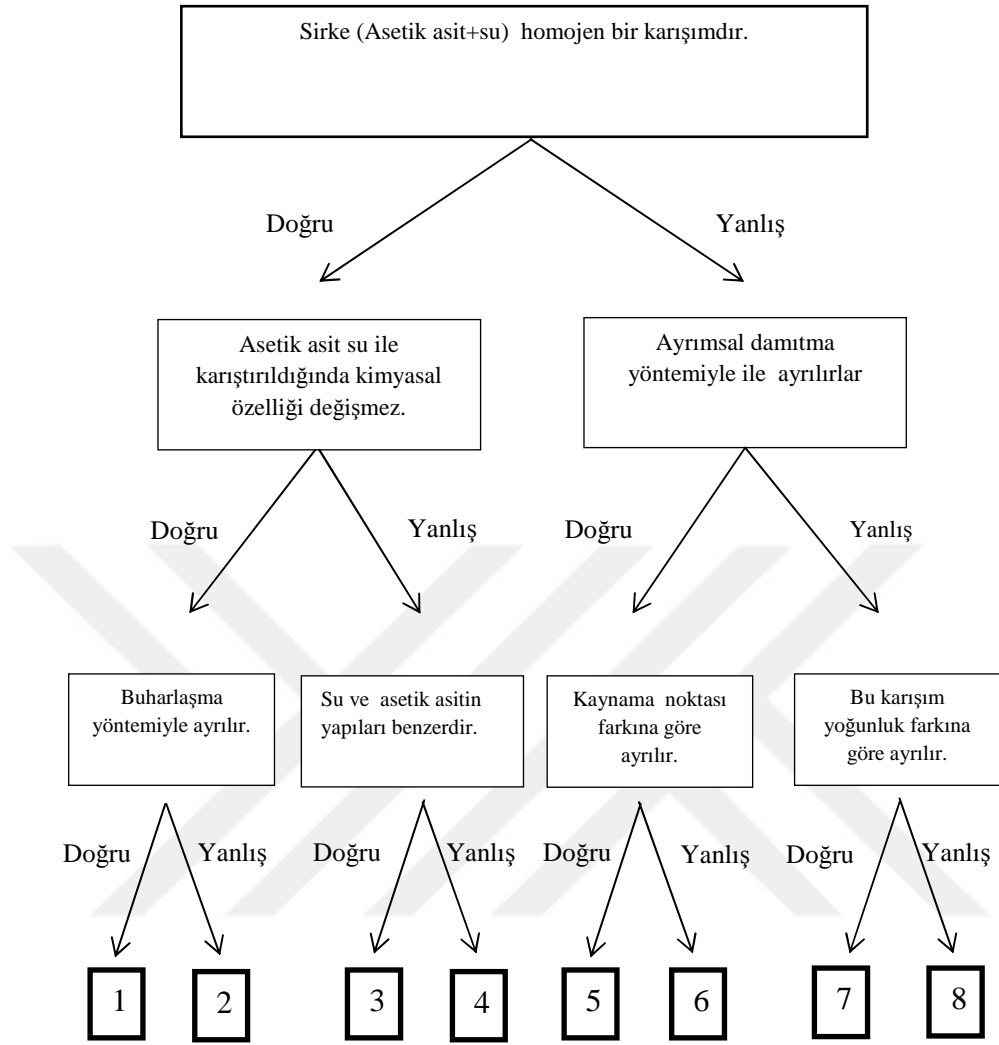 Sirke (Asetik asit+su) homojen bir karışımdır.
Doğru
Yanlış
Asetik asit su ile
karıştırıldığında kimyasal
özelliği değişmez.
Ayrımsal damıtma
yöntemiyle ile ayrılırlar
Doğru
Yanlış
Doğru
Yanlış
Buharlaşma
yöntemiyle ayrılır.
Su ve asetik asitin
yapıları benzerdir.
Kaynama noktası
farkına göre
ayrılır.
Bu karışım
yoğunluk farkına
göre ayrılır.
Doğru
Yanlış
Doğru
Yanlış
Doğru
Yanlış
Doğru
Yanlış
1
2
3
4
5
6
7
8